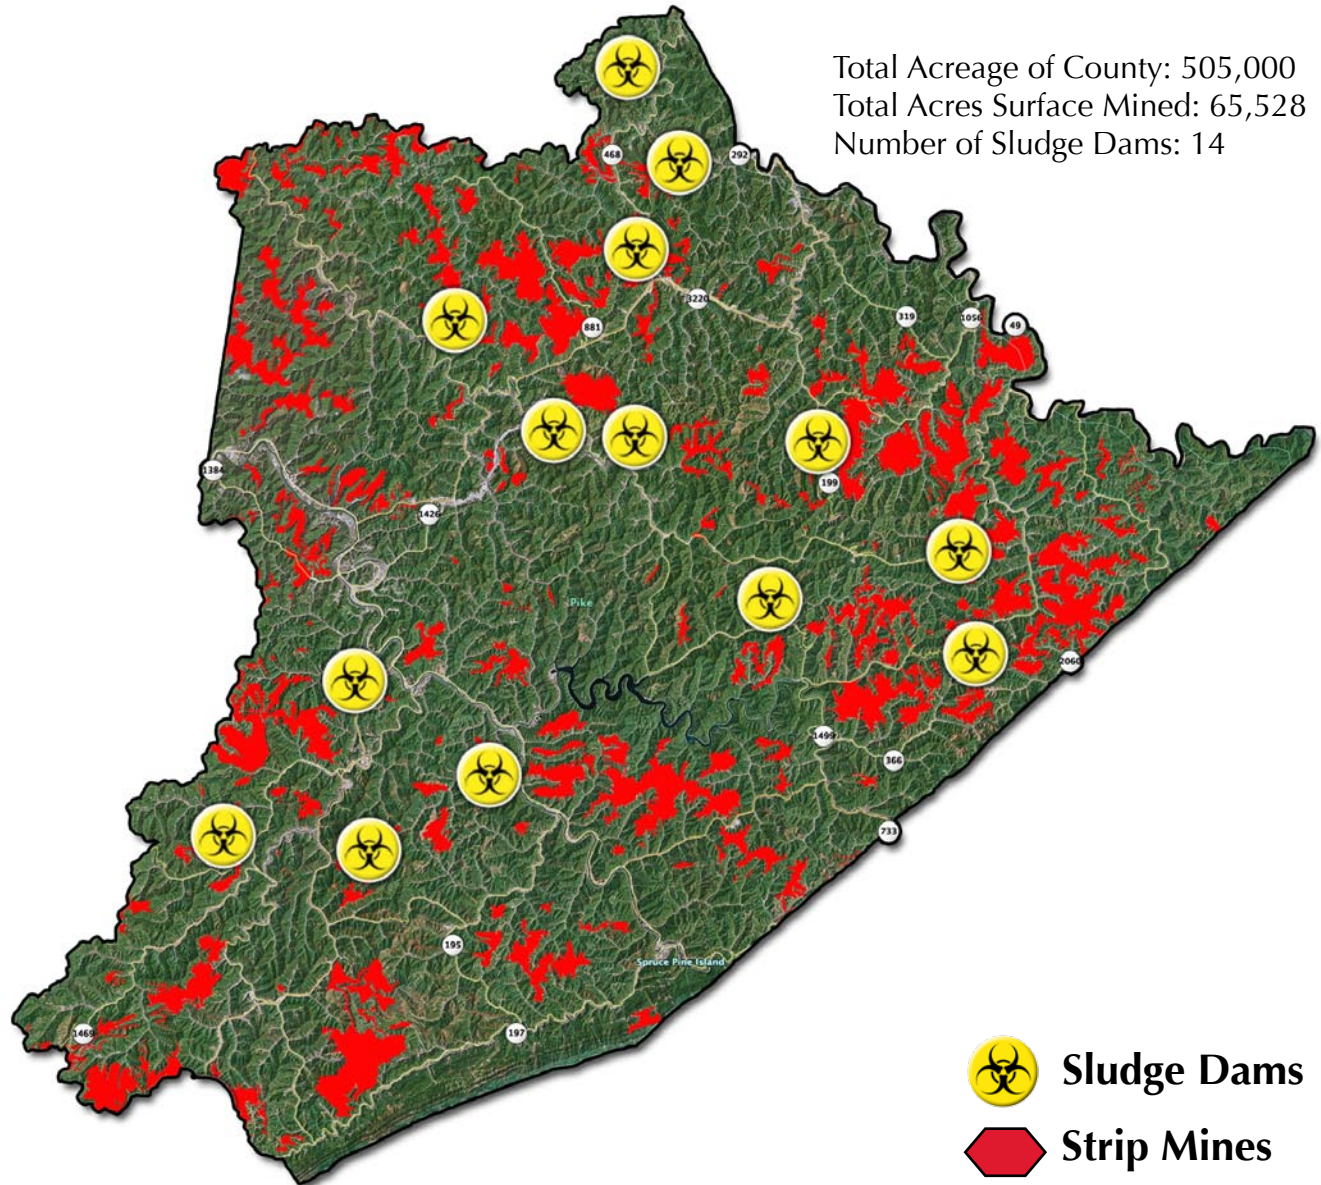 Total Acreage of County: 505,000
Total Acres Surface Mined: 65,528
Number of Sludge Dams: 14
468
292
3220
881
319
1056
49
1384
1426
199
Pike
2060
1499
366
733
195
Spruce Pine Island
1469
197
Sludge Dams
Strip Mines